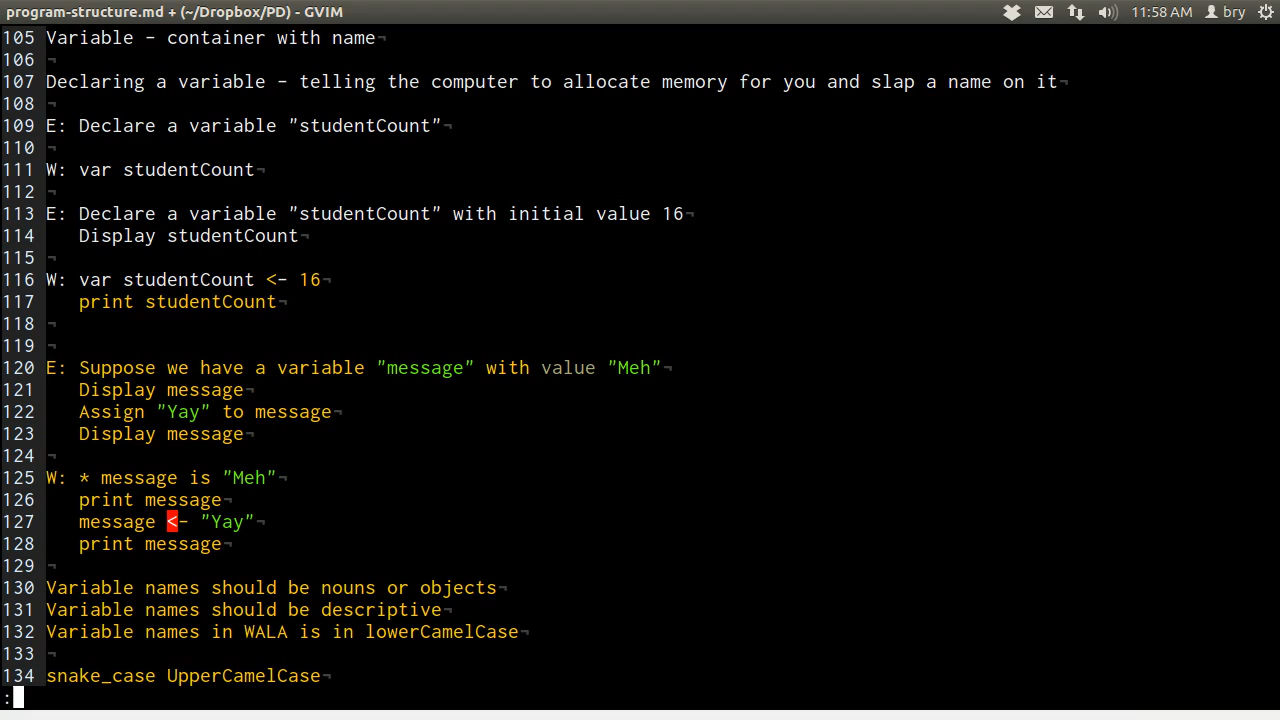 program-structure.md + (~/Dropbox/PD) - GVIM 11:58 AM bry
105 Variable - container with name¬
106 ¬
107 Declaring a variable - telling the computer to allocate memory for you and slap a name on it¬
108 ¬
109 E: Declare a variable "studentCount"¬
110 ¬
111 W: var studentCount¬
112 ¬
113 E: Declare a variable "studentCount" with initial value 16¬
114    Display studentCount¬
115 ¬
116 W: var studentCount <- 16¬
117    print studentCount¬
118 ¬
119 ¬
120 E: Suppose we have a variable "message" with value "Meh"¬
121    Display message¬
122    Assign "Yay" to message¬
123    Display message¬
124 ¬
125 W: * message is "Meh"¬
126    print message¬
127    message <- "Yay"¬
128    print message¬
129 ¬
130 Variable names should be nouns or objects¬
131 Variable names should be descriptive¬
132 Variable names in WALA is in lowerCamelCase¬
133 ¬
134 snake_case UpperCamelCase¬
: